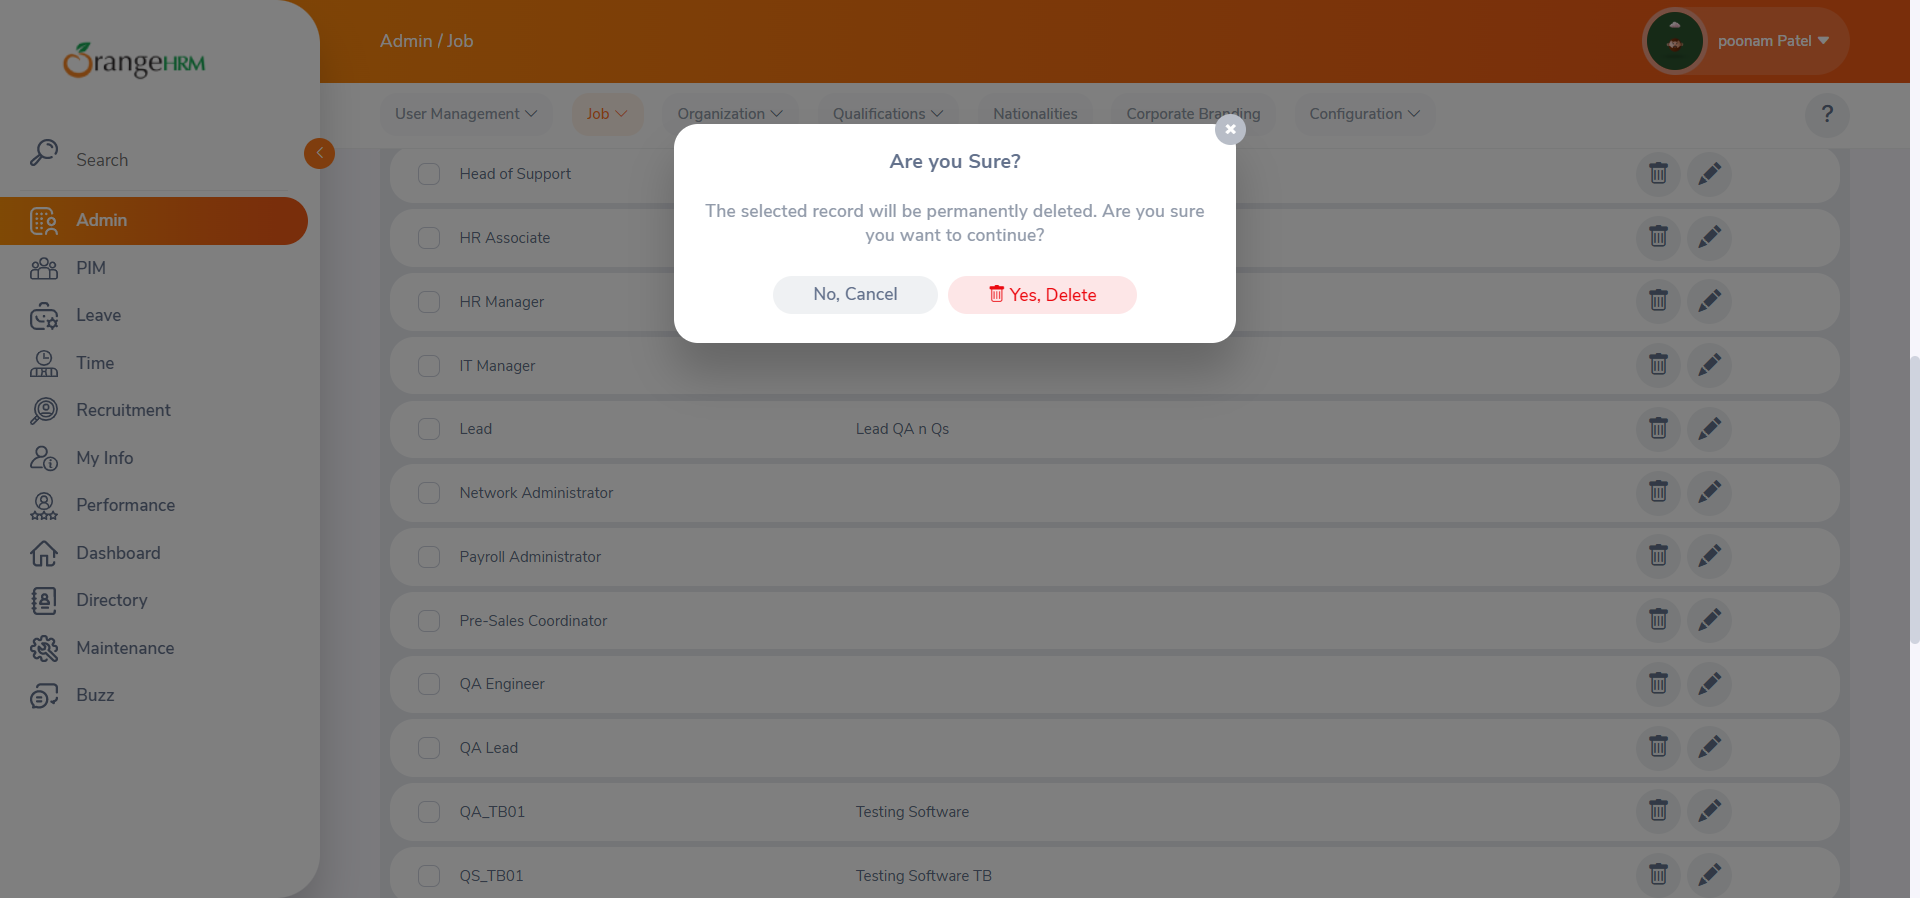 OrangeHRM
Admin / Job
poonam Patel
User Management
Job
Organization
Qualifications
Nationalities
Corporate Branding
Configuration
?
Search
Admin
PIM
Leave
Time
Recruitment
My Info
Performance
Dashboard
Directory
Maintenance
Buzz
Are you Sure?
The selected record will be permanently deleted. Are you sure
you want to continue?
No, Cancel
Yes, Delete
Head of Support
HR Associate
HR Manager
IT Manager
Lead Lead QA n Qs
Network Administrator
Payroll Administrator
Pre-Sales Coordinator
QA Engineer
QA Lead
QA_TB01 Testing Software
QS_TB01 Testing Software TB